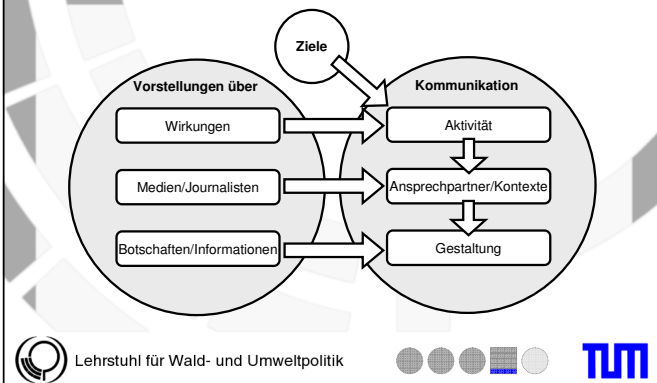 Ziele
Vorstellungen über
Kommunikation
Wirkungen
Aktivität
Medien/Journalisten
Ansprechpartner/Kontexte
Botschaften/Informationen
Gestaltung
Lehrstuhl für Wald- und Umweltpolitik
TUM